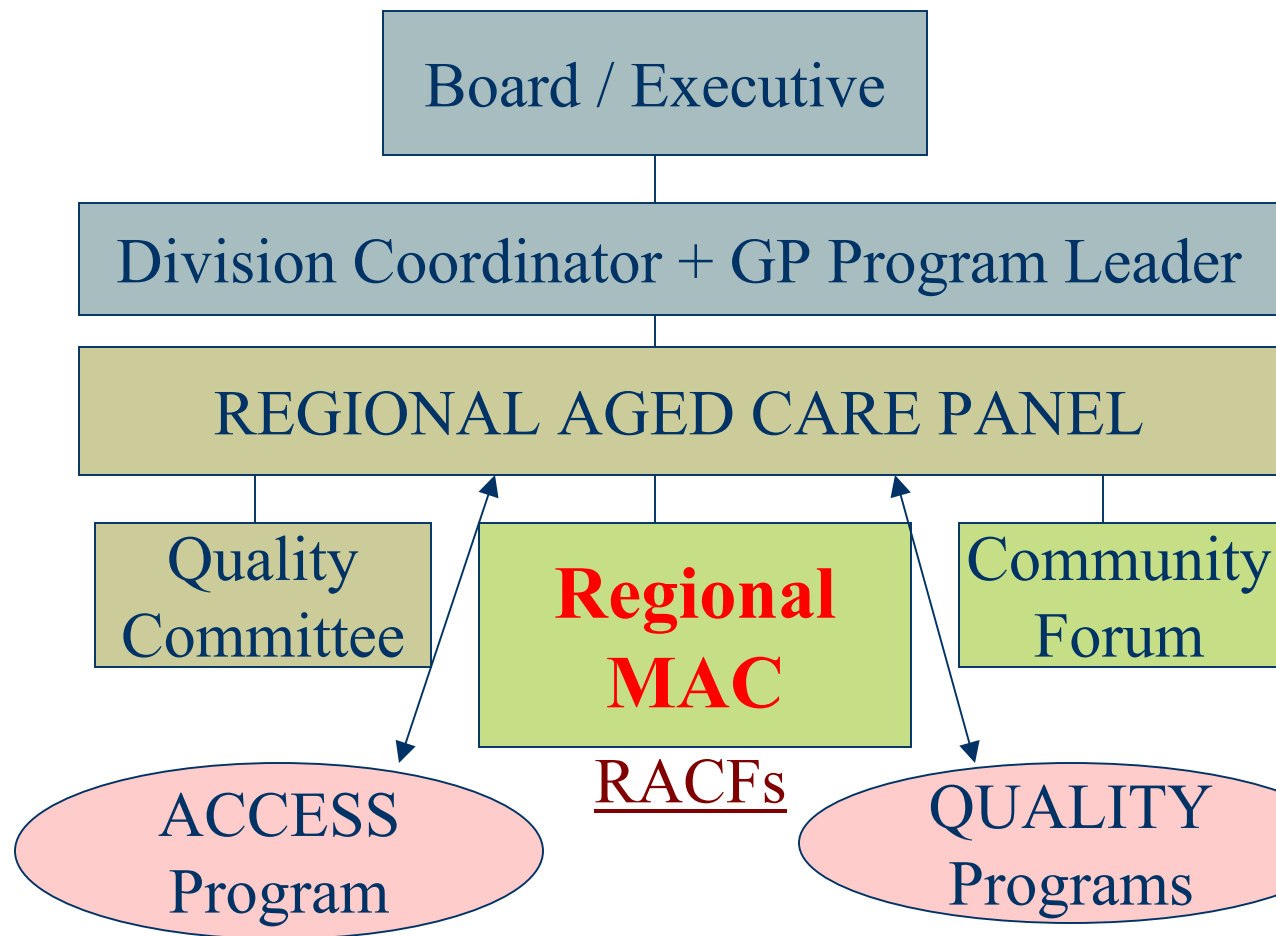 Board / Executive
Division Coordinator + GP Program Leader
REGIONAL AGED CARE PANEL
Quality
Committee
Regional
MAC
Community
Forum
RACFs
ACCESS
Program
QUALITY
Programs